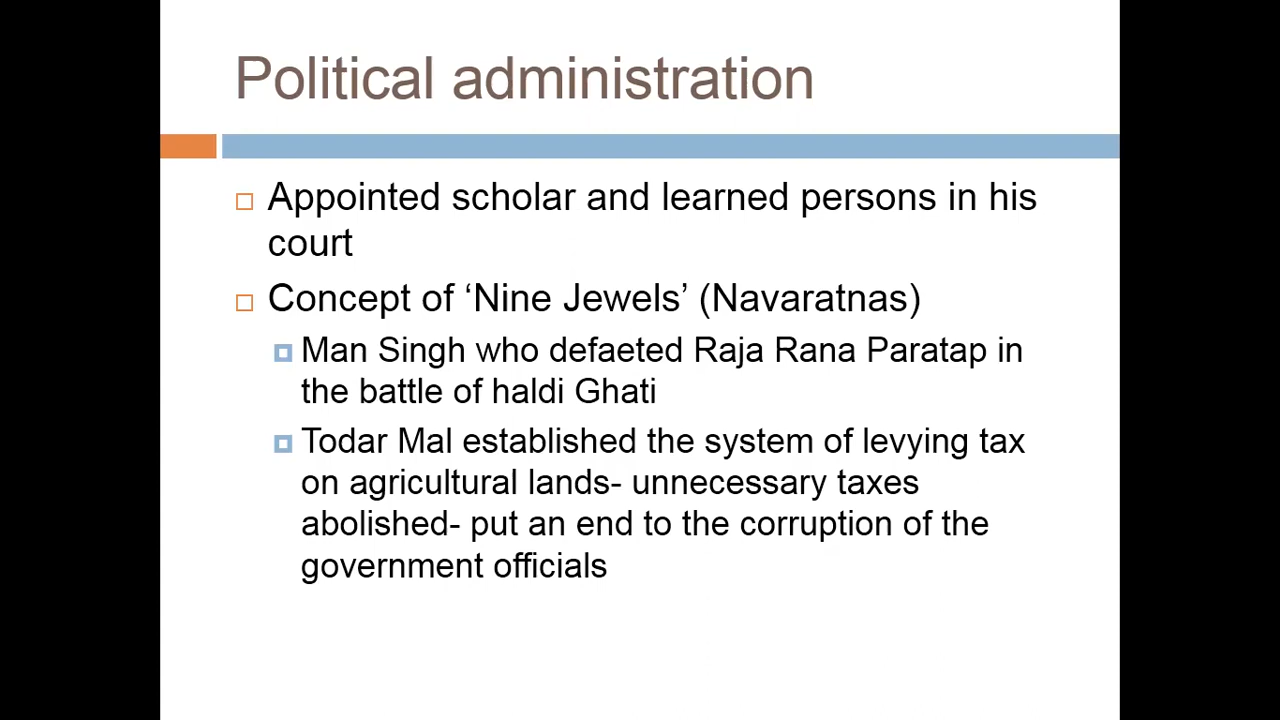 Political administration
Appointed scholar and learned persons in his
court
Concept of ‘Nine Jewels’ (Navaratnas)
Man Singh who defaeted Raja Rana Paratap in
the battle of haldi Ghati
Todar Mal established the system of levying tax
on agricultural lands- unnecessary taxes
abolished- put an end to the corruption of the
government officials